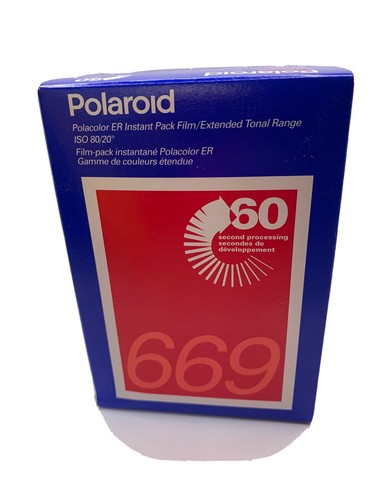 Polaroid
Polaroid
Polacolor ER Instant Pack Film/Extended Tonal Range
ISO 80/20°
Film-pack instantané Polacolor ER
Gamme de couleurs étendue
60
second processing
secondes de
développement
669